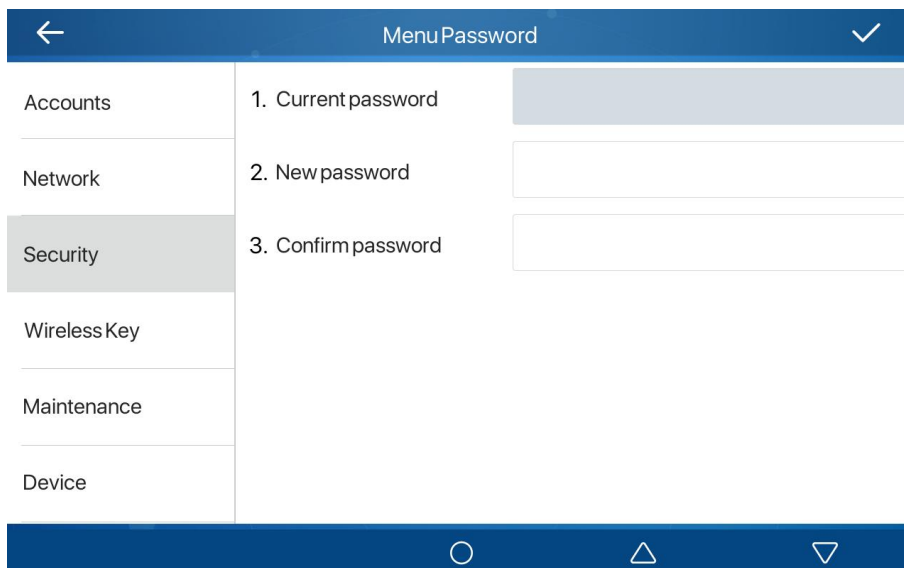 Menu Password
Accounts
Network
Security
Wireless Key
Maintenance
Device
1. Current password
2. New password
3. Confirm password